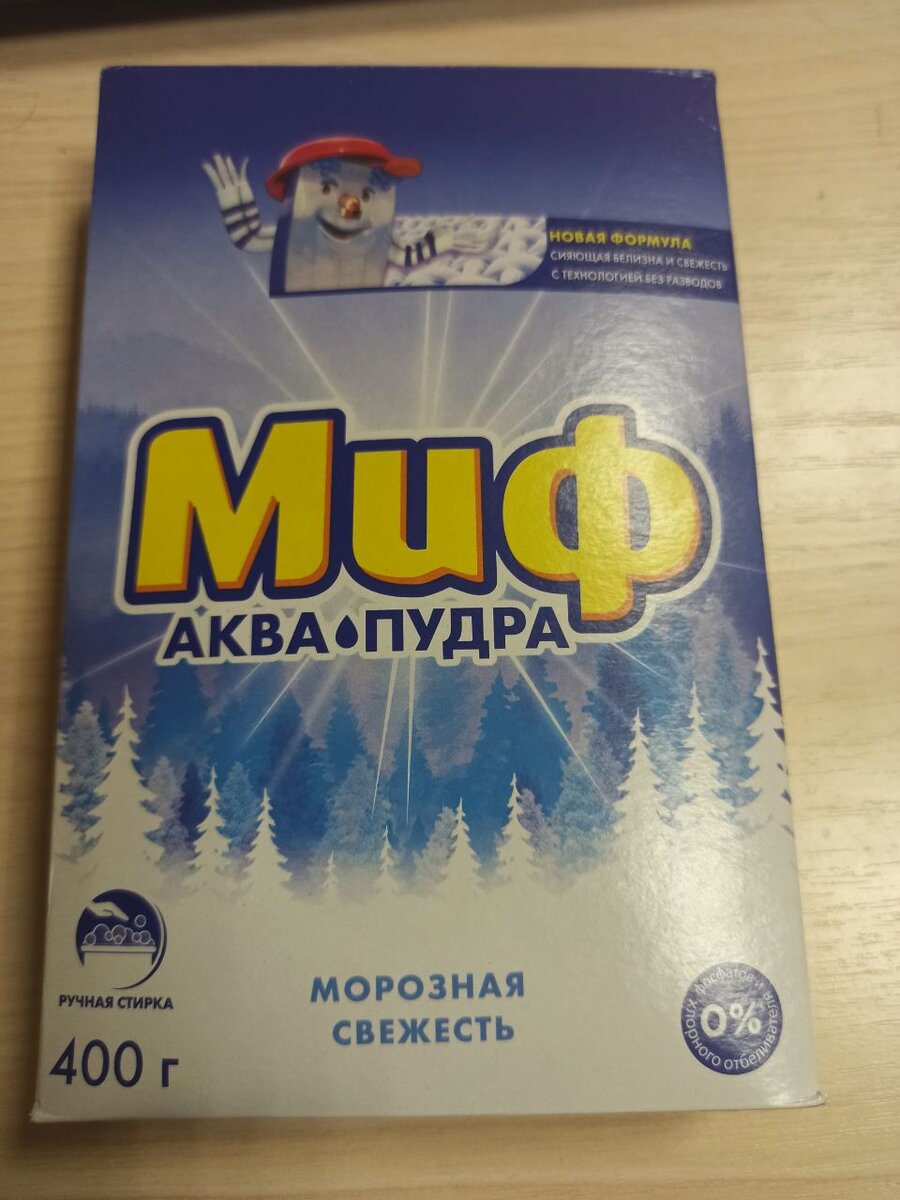 НОВАЯ ФОРМУЛА
СИЯЮЩАЯ БЕЛИЗНА И СВЕЖЕСТЬ
С ТЕХНОЛОГИЕЙ БЕЗ РАЗВОДОВ
Миф
АКВА ПУДРА
РУЧНАЯ СТИРКА
400 г
МОРОЗНАЯ
СВЕЖЕСТЬ
фосфатов и
0%
хлорного отбеливателя